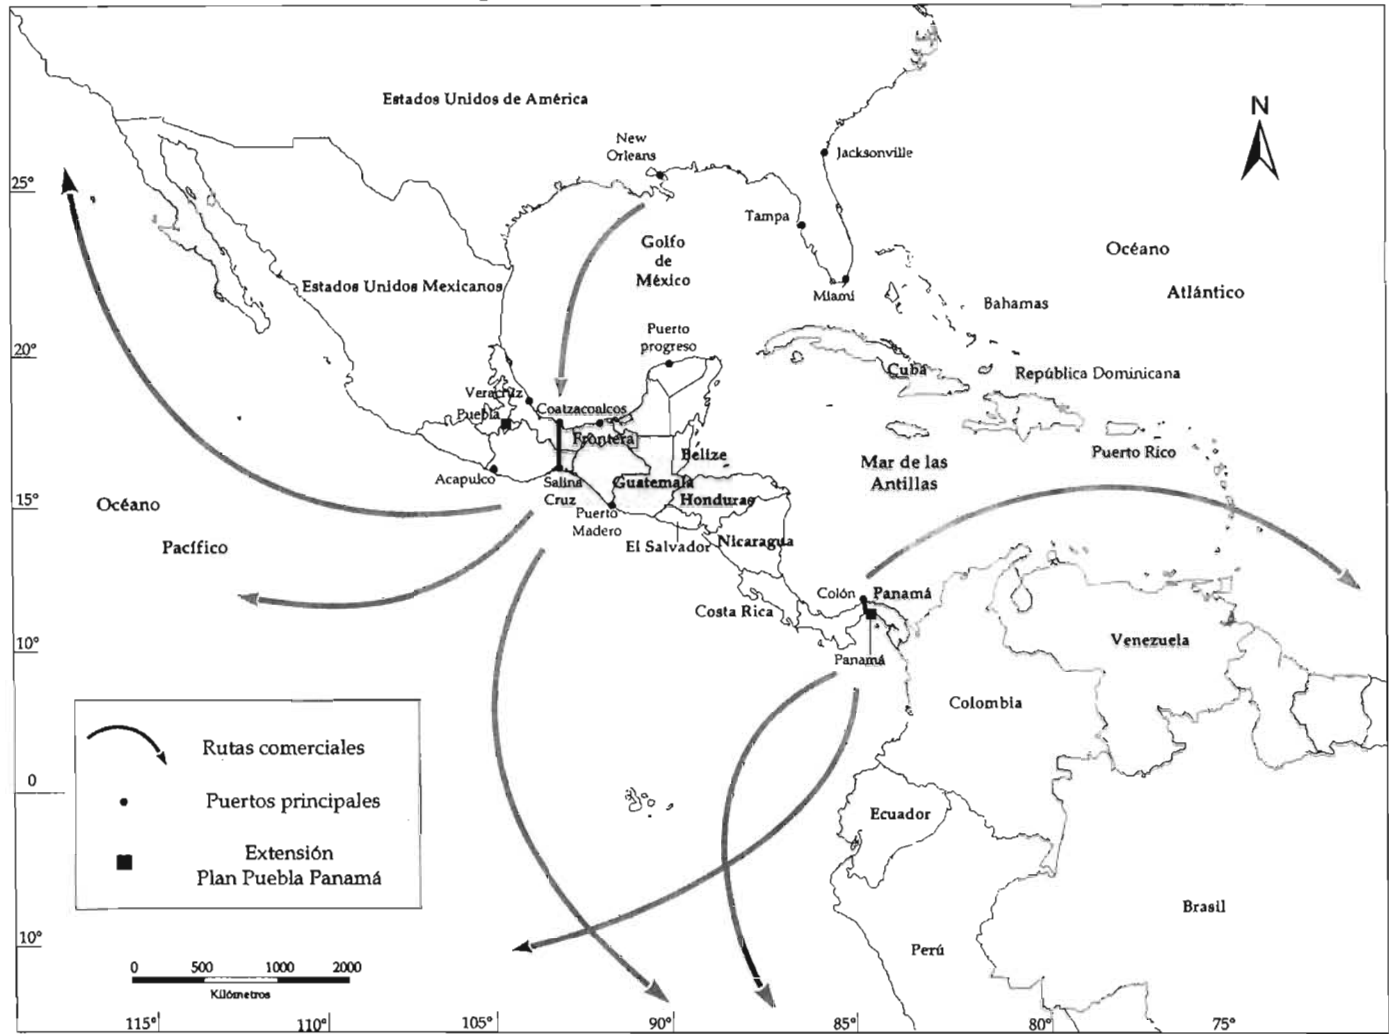 Estados Unidos de América
N
New
Orleans
Jacksonville
25°
Tampa
Golfo
de
México
Océano
Atlántico
Estados Unidos Mexicanos
Miami
Bahamas
20°
Puerto
progreso
Cuba
República Dominicana
Veracruz
Puebla
Coatzacoalcos
Frontera
Belize
Puerto Rico
Mar de las
Antillas
Acapulco
Salina
Cruz
Guatemala
Honduras
15°
Océano
Pacífico
Puerto
Madero
El Salvador
Nicaragua
Colón
Panamá
Costa Rica
10°
Venezuela
Panamá
Colombia
Rutas comerciales
0
Puertos principales
Ecuador
Extensión
Plan Puebla Panamá
Brasil
10°
Perú
0 500 1000 2000
Kilómetros
115° 110° 105° 90° 85° 80° 75°